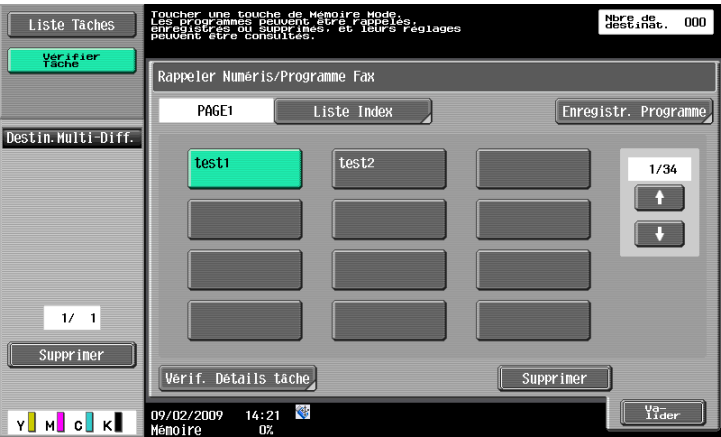 Liste Tâches
Vérifier
Tâche
Toucher une touche de Mémoire Mode.
Les programmes peuvent être rappelés,
enregistrés ou supprimés, et leurs réglages
peuvent être consultés.
Nbre de
destinat.
000
Destin.Multi-Diff.
Rappeler Numéris/Programme Fax
PAGE1
Liste Index
Enregistr. Programme
test1
test2
1/34
1/ 1
Supprimer
Vérif. Détails tâche
Supprimer
Va-
lider
Y M C K
09/02/2009 14:21
Mémoire 0%